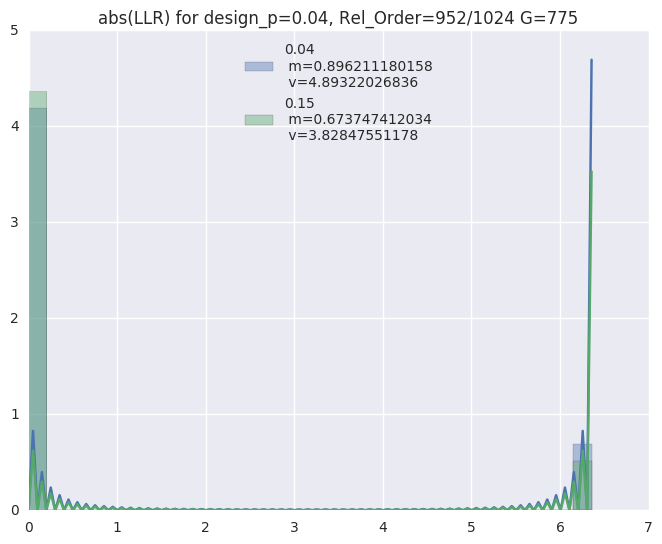 abs(LLR) for design_p=0.04, Rel_Order=952/1024 G=775
0.04
m=0.896211180158
v=4.89322026836
0.15
m=0.673747412034
v=3.82847551178
5
4
3
2
1
0
0 1 2 3 4 5 6 7